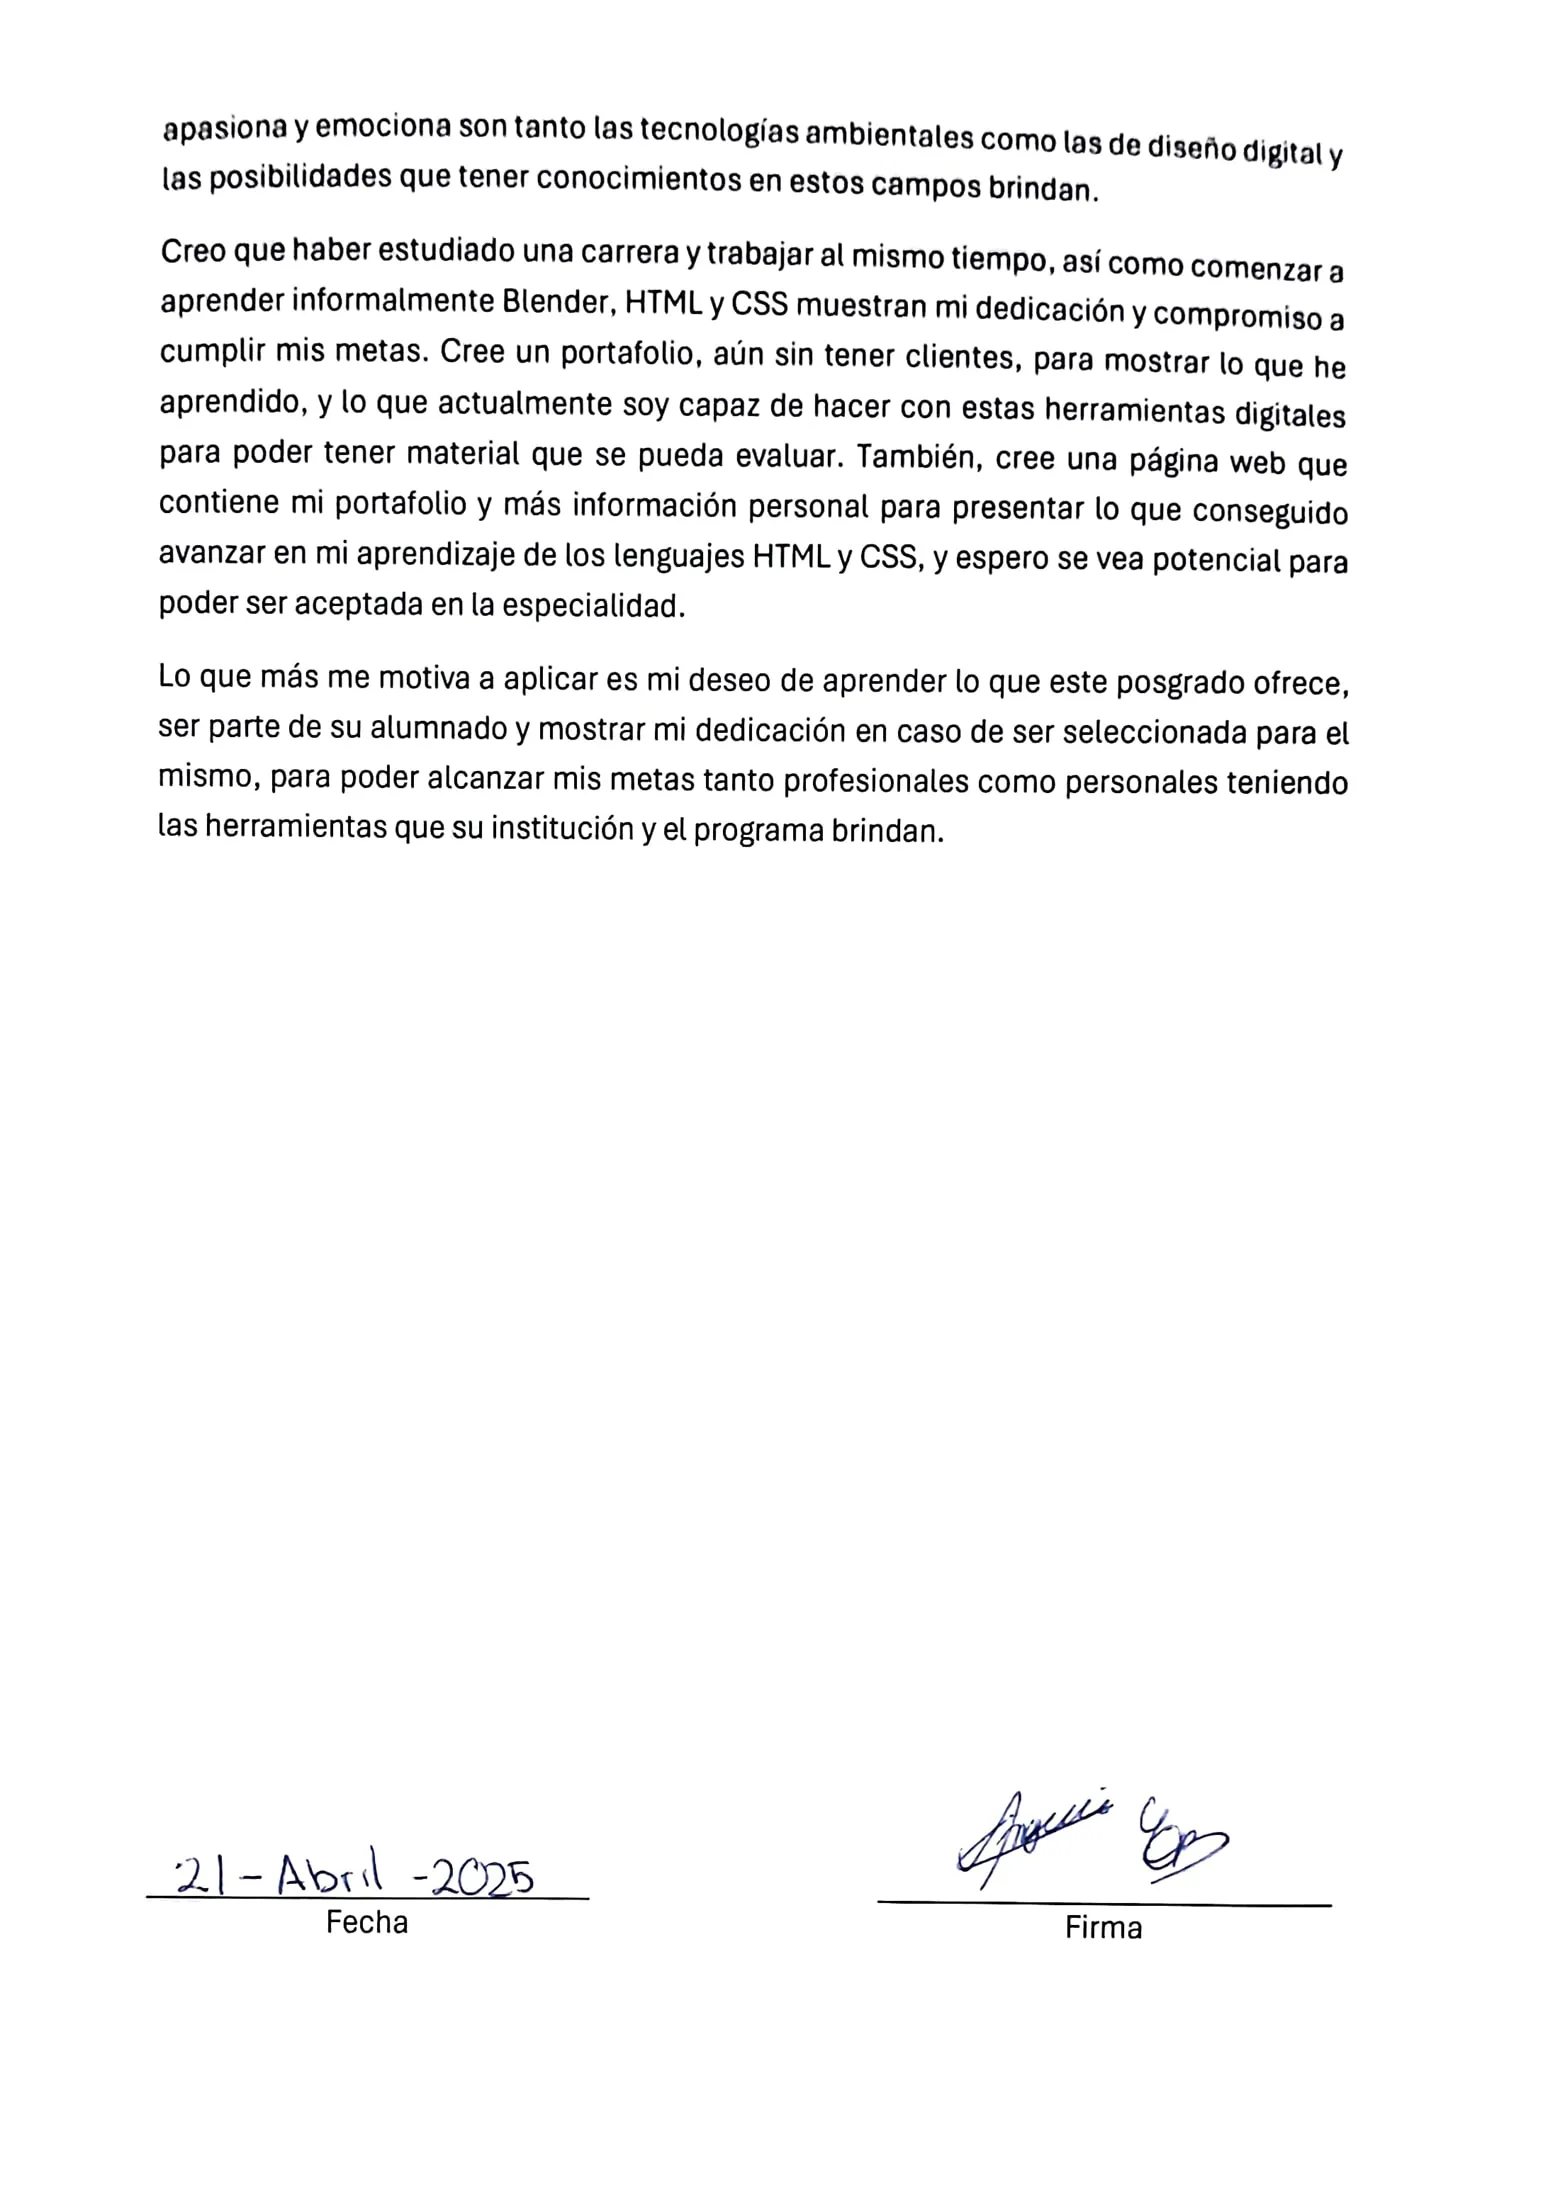 apasiona y emociona son tanto las tecnologías ambientales como las de diseño digital y
las posibilidades que tener conocimientos en estos campos brindan.
Creo que haber estudiado una carrera y trabajar al mismo tiempo, así como comenzar a
aprender informalmente Blender, HTML y CSS muestran mi dedicación y compromiso a
cumplir mis metas. Cree un portafolio, aún sin tener clientes, para mostrar lo que he
aprendido, y lo que actualmente soy capaz de hacer con estas herramientas digitales
para poder tener material que se pueda evaluar. También, cree una página web que
contiene mi portafolio y más información personal para presentar lo que conseguido
avanzar en mi aprendizaje de los lenguajes HTML y CSS, y espero se vea potencial para
poder ser aceptada en la especialidad.
Lo que más me motiva a aplicar es mi deseo de aprender lo que este posgrado ofrece,
ser parte de su alumnado y mostrar mi dedicación en caso de ser seleccionada para el
mismo, para poder alcanzar mis metas tanto profesionales como personales teniendo
las herramientas que su institución y el programa brindan.
21-Abril-2025
Fecha
Firma